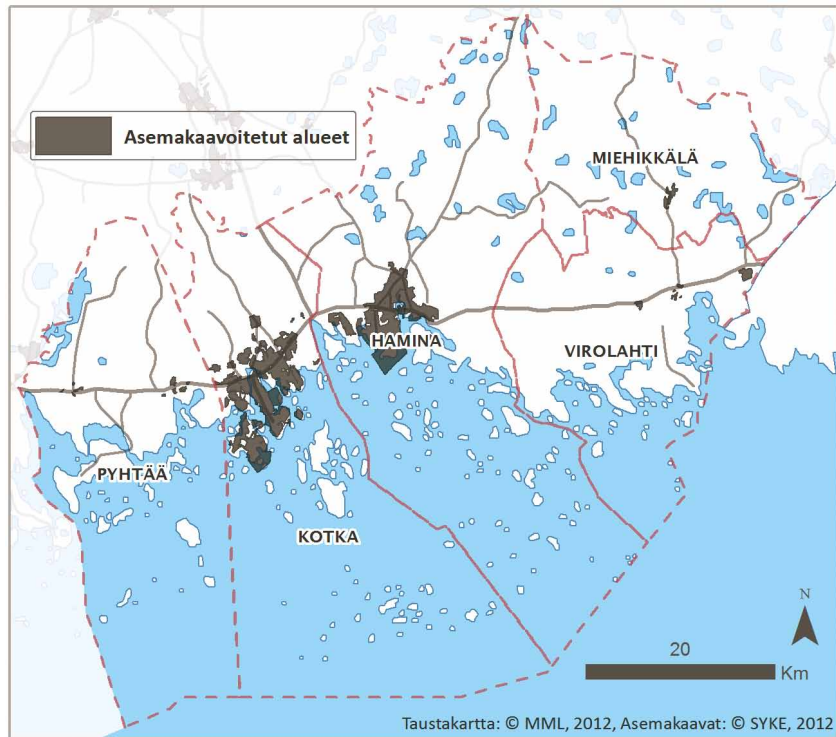 Asemakaavoitetut alueet
MIEHIKKÄLÄ
HAMINA
VIROLAHTI
PYHTÄÄ
KOTKA
N
20
Km
Taustakartta: © MML, 2012, Asemakaavat: © SYKE, 2012